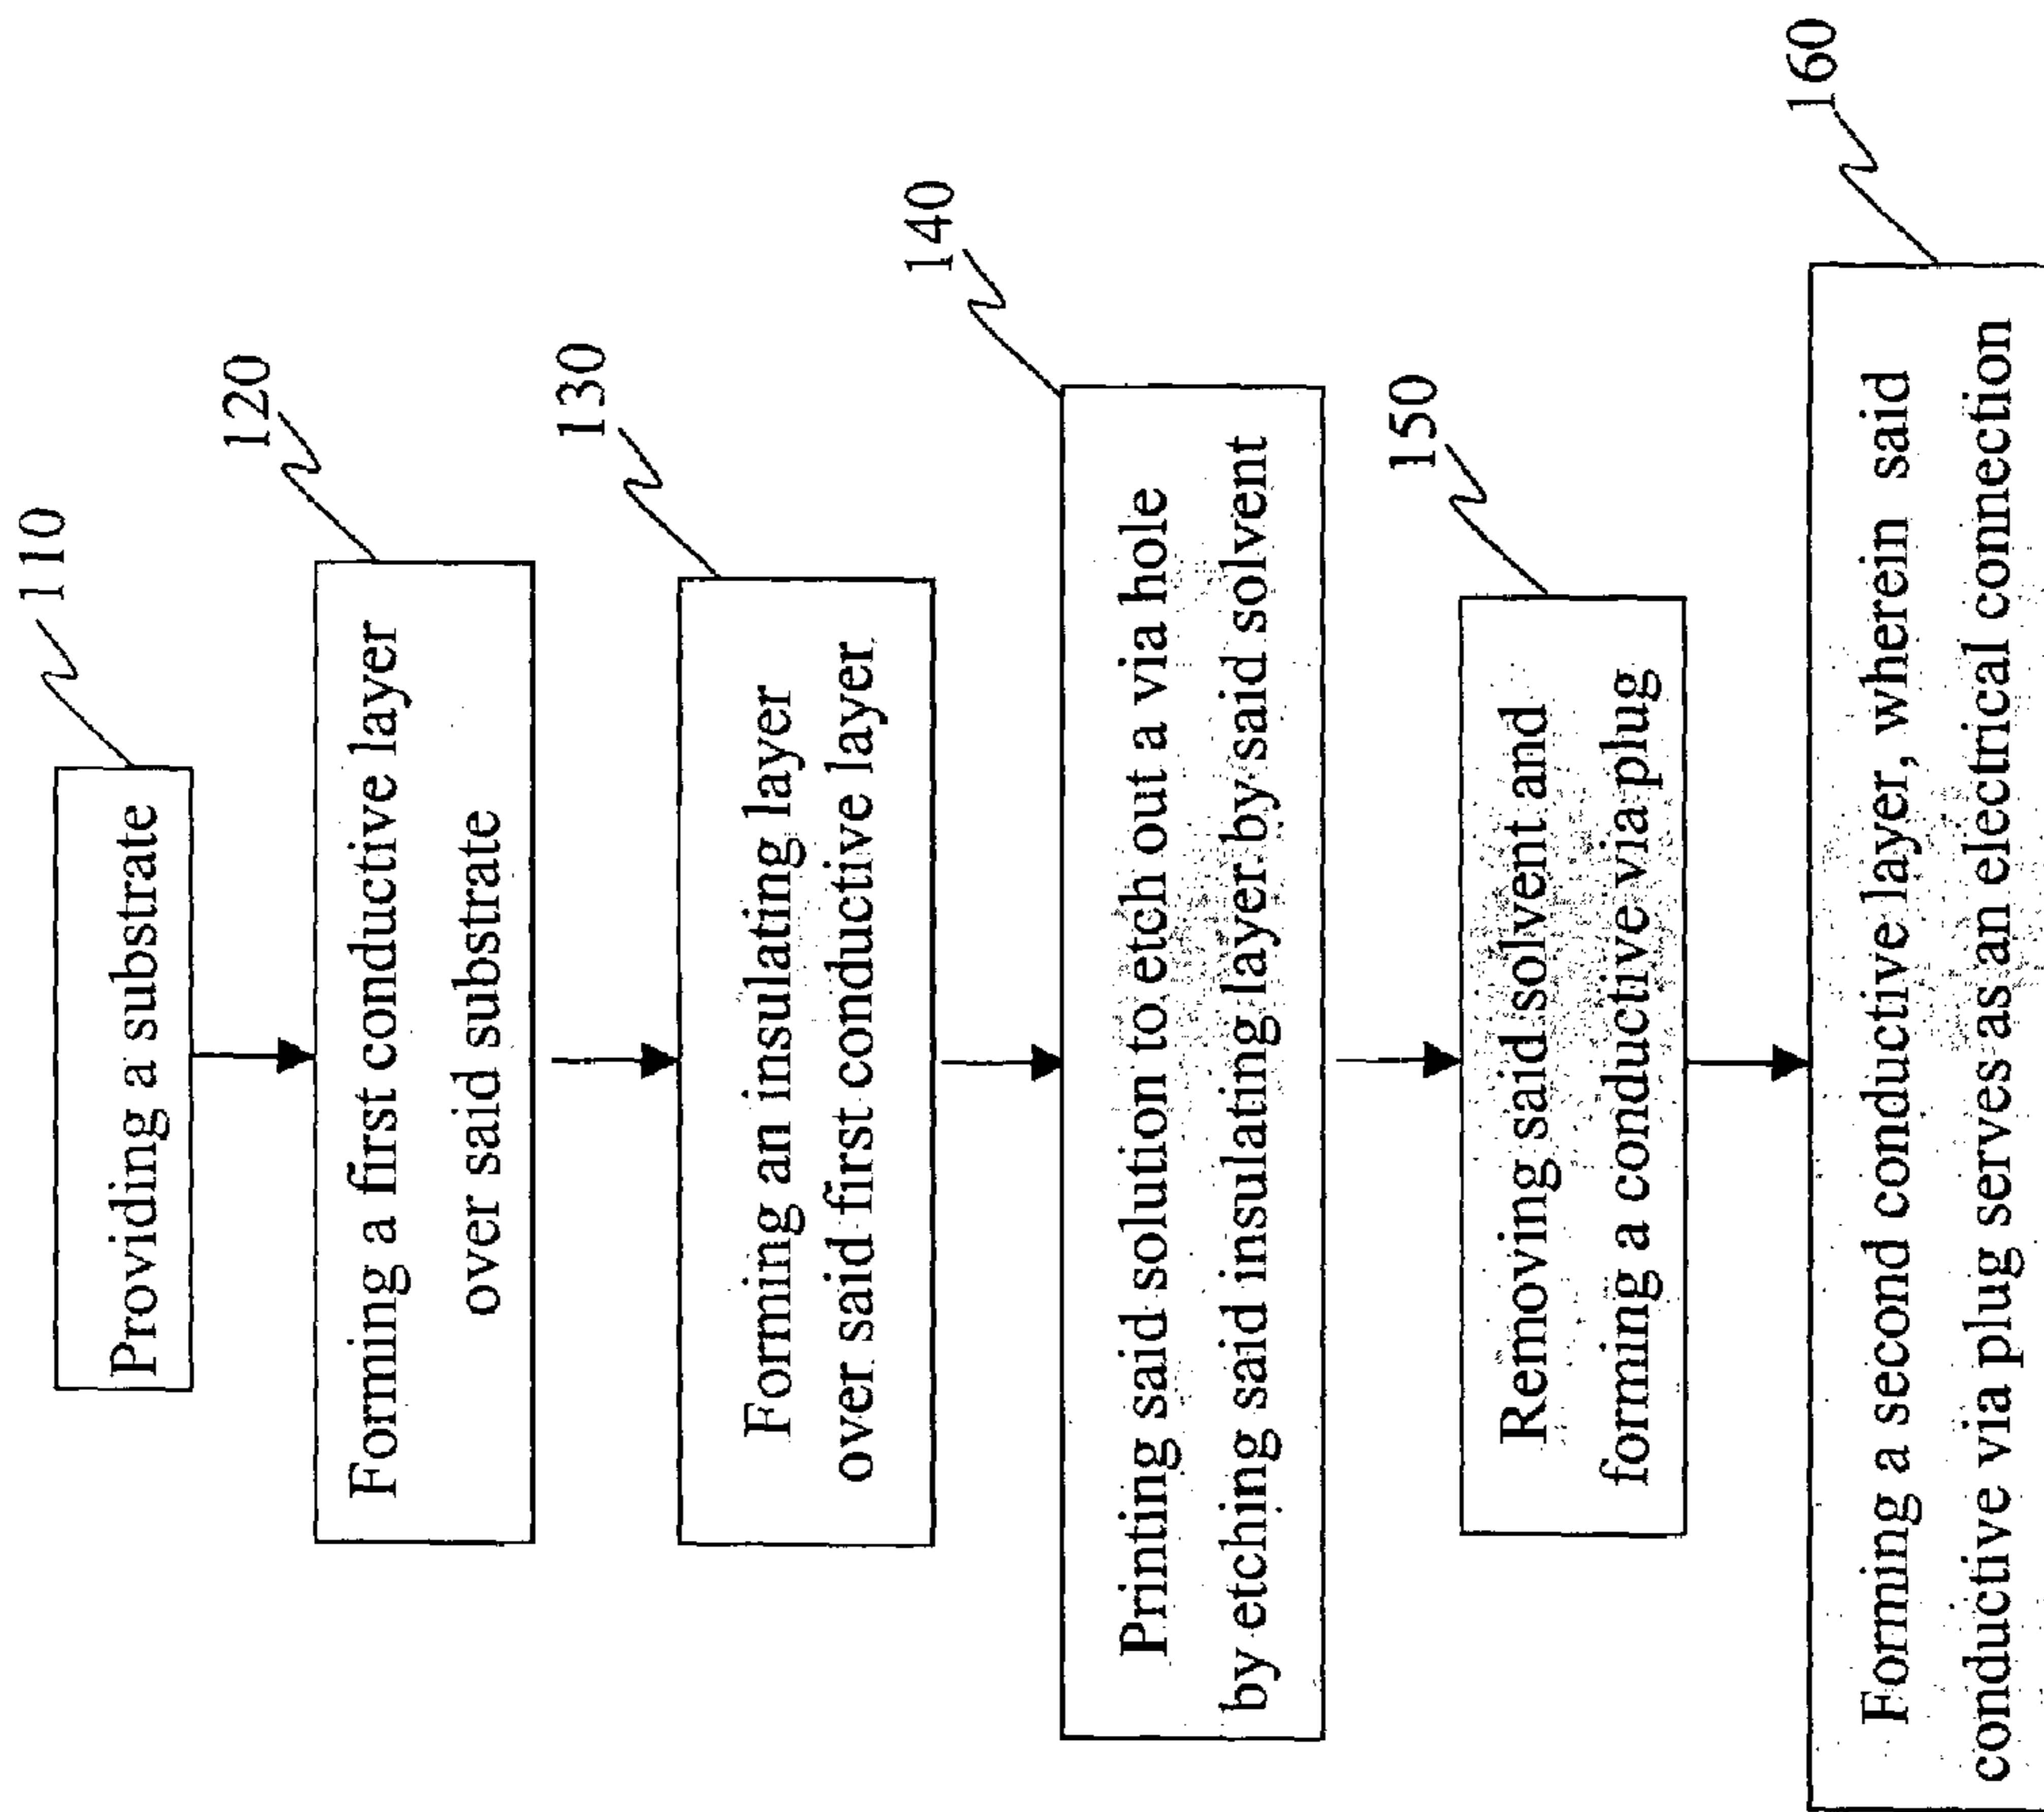 110
Providing a substrate
120
Forming a first conductive layer
over said substrate
130
Forming an insulating layer
over said first conductive layer
140
Printing said solution to etch out a via hole
by etching said insulating layer by said solvent
150
Removing said solvent and
forming a conductive via plug
160
Forming a second conductive layer, wherein said
conductive via plug serves as an electrical connection